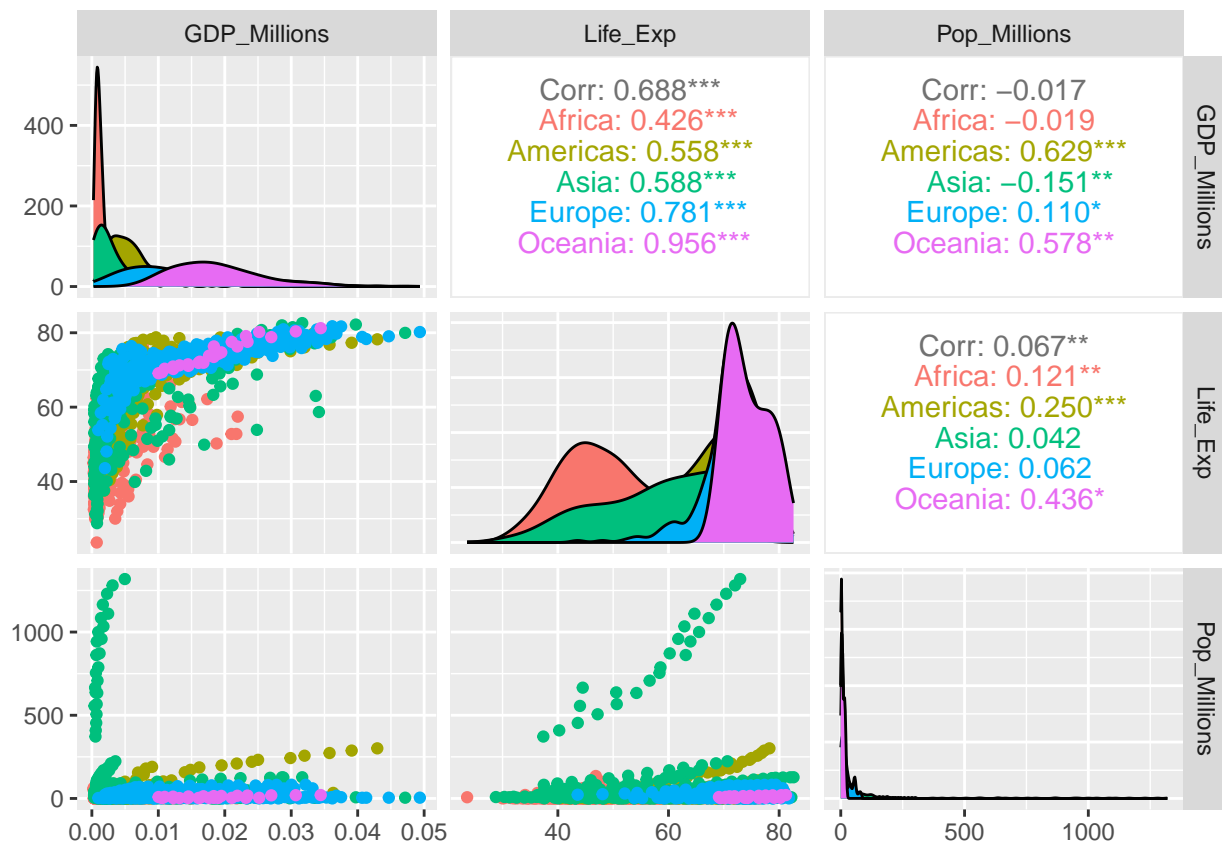 GDP_Millions
Life_Exp
Pop_Millions
400
200
0
Corr: 0.688***
Africa: 0.426***
Americas: 0.558***
Asia: 0.588***
Europe: 0.781***
Oceania: 0.956***
Corr: −0.017
Africa: −0.019
Americas: 0.629***
Asia: −0.151**
Europe: 0.110*
Oceania: 0.578**
GDP_Millions
80
60
40
Corr: 0.067**
Africa: 0.121**
Americas: 0.250***
Asia: 0.042
Europe: 0.062
Oceania: 0.436*
Life_Exp
1000
500
0
Pop_Millions
0.00 0.01 0.02 0.03 0.04 0.05
40 60 80
0 500 1000